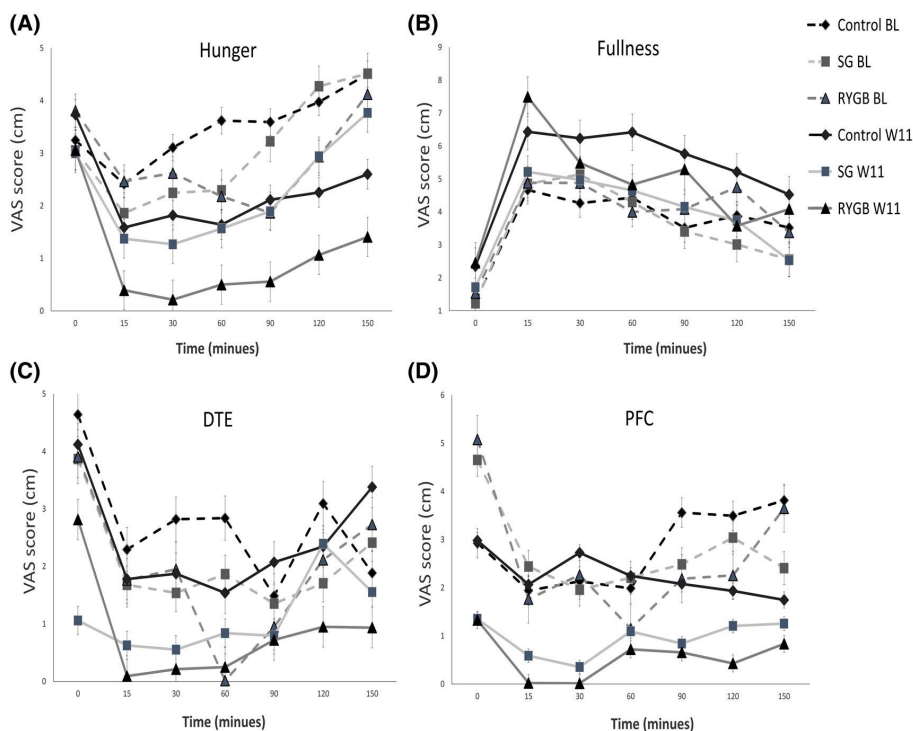 (A)
Hunger
VAS score (cm)
5
4
3
2
1
0
0 15 30 60 90 120 150
Time (minues)
(B)
Fullness
VAS score (cm)
9
8
7
6
5
4
3
2
1
0 15 30 60 90 120 150
Time (minues)
Control BL
SG BL
RYGB BL
Control W11
SG W11
RYGB W11
(C)
DTE
VAS score (cm)
5
4
3
2
1
0
0 15 30 60 90 120 150
Time (minues)
(D)
PFC
VAS score (cm)
6
5
4
3
2
1
0
0 15 30 60 90 120 150
Time (minues)